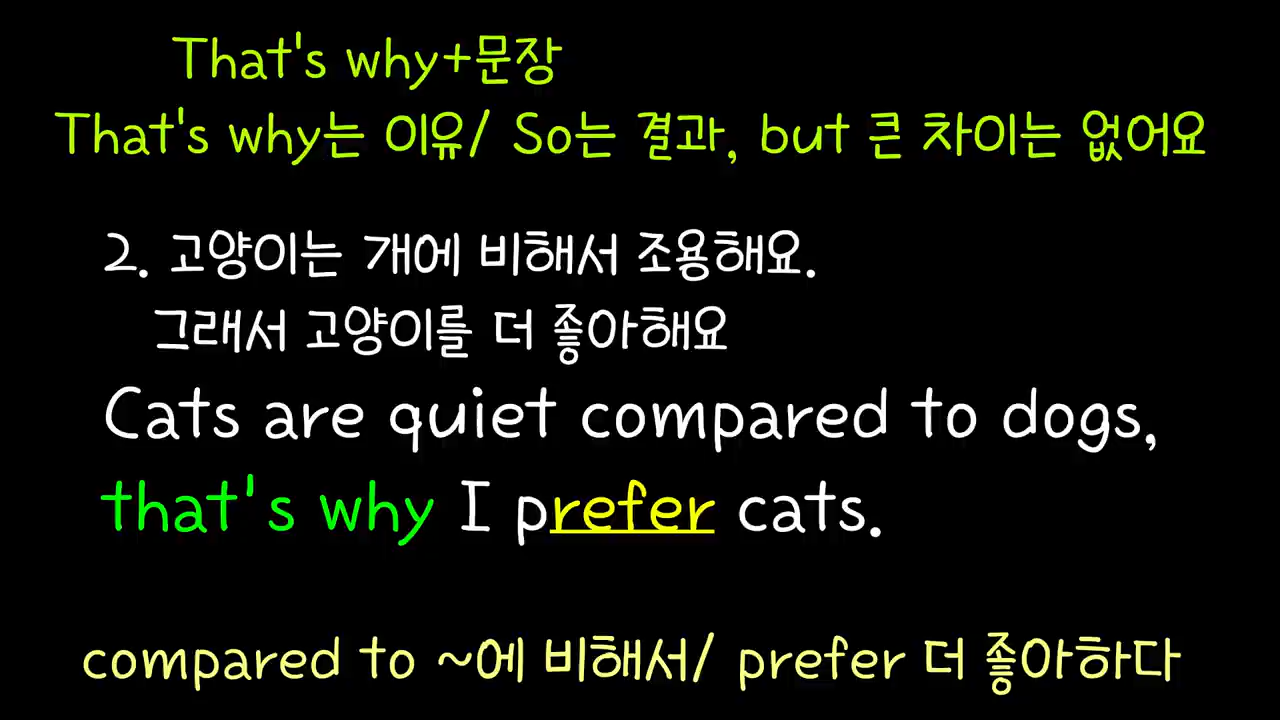 That's why+문장
That's why는 이유/ So는 결과, but 큰 차이는 없어요
2. 고양이는 개에 비해서 조용해요.
그래서 고양이를 더 좋아해요
Cats are quiet compared to dogs,
that's why I prefer cats.
compared to ~에 비해서/ prefer 더 좋아하다